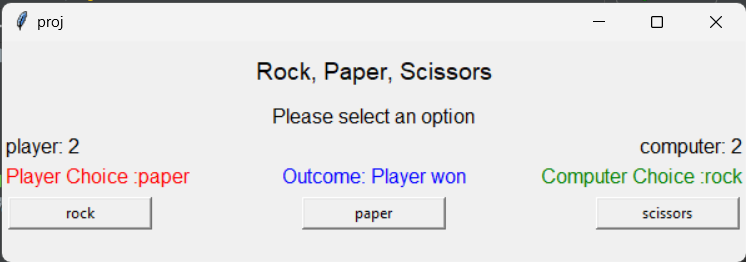 proj
Rock, Paper, Scissors
Please select an option
player: 2 computer: 2
Player Choice :paper Outcome: Player won Computer Choice :rock
rock paper scissors